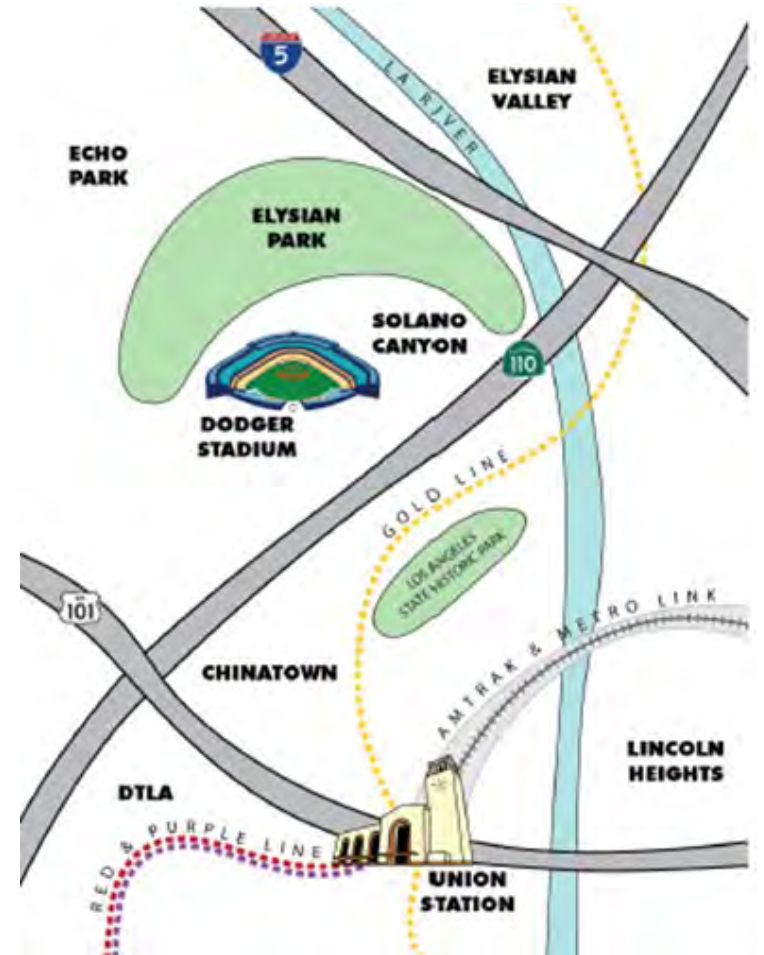 5
LA RIVER
ELYSIAN
VALLEY
ECHO
PARK
ELYSIAN
PARK
SOLANO
CANYON
110
DODGER
STADIUM
GOLD LINE
LOS ANGELES
STATE HISTORIC PARK
101
AMTRAK & METRO LINK
CHINATOWN
LINCOLN
HEIGHTS
DTLA
RED & PURPLE LINE
UNION
STATION